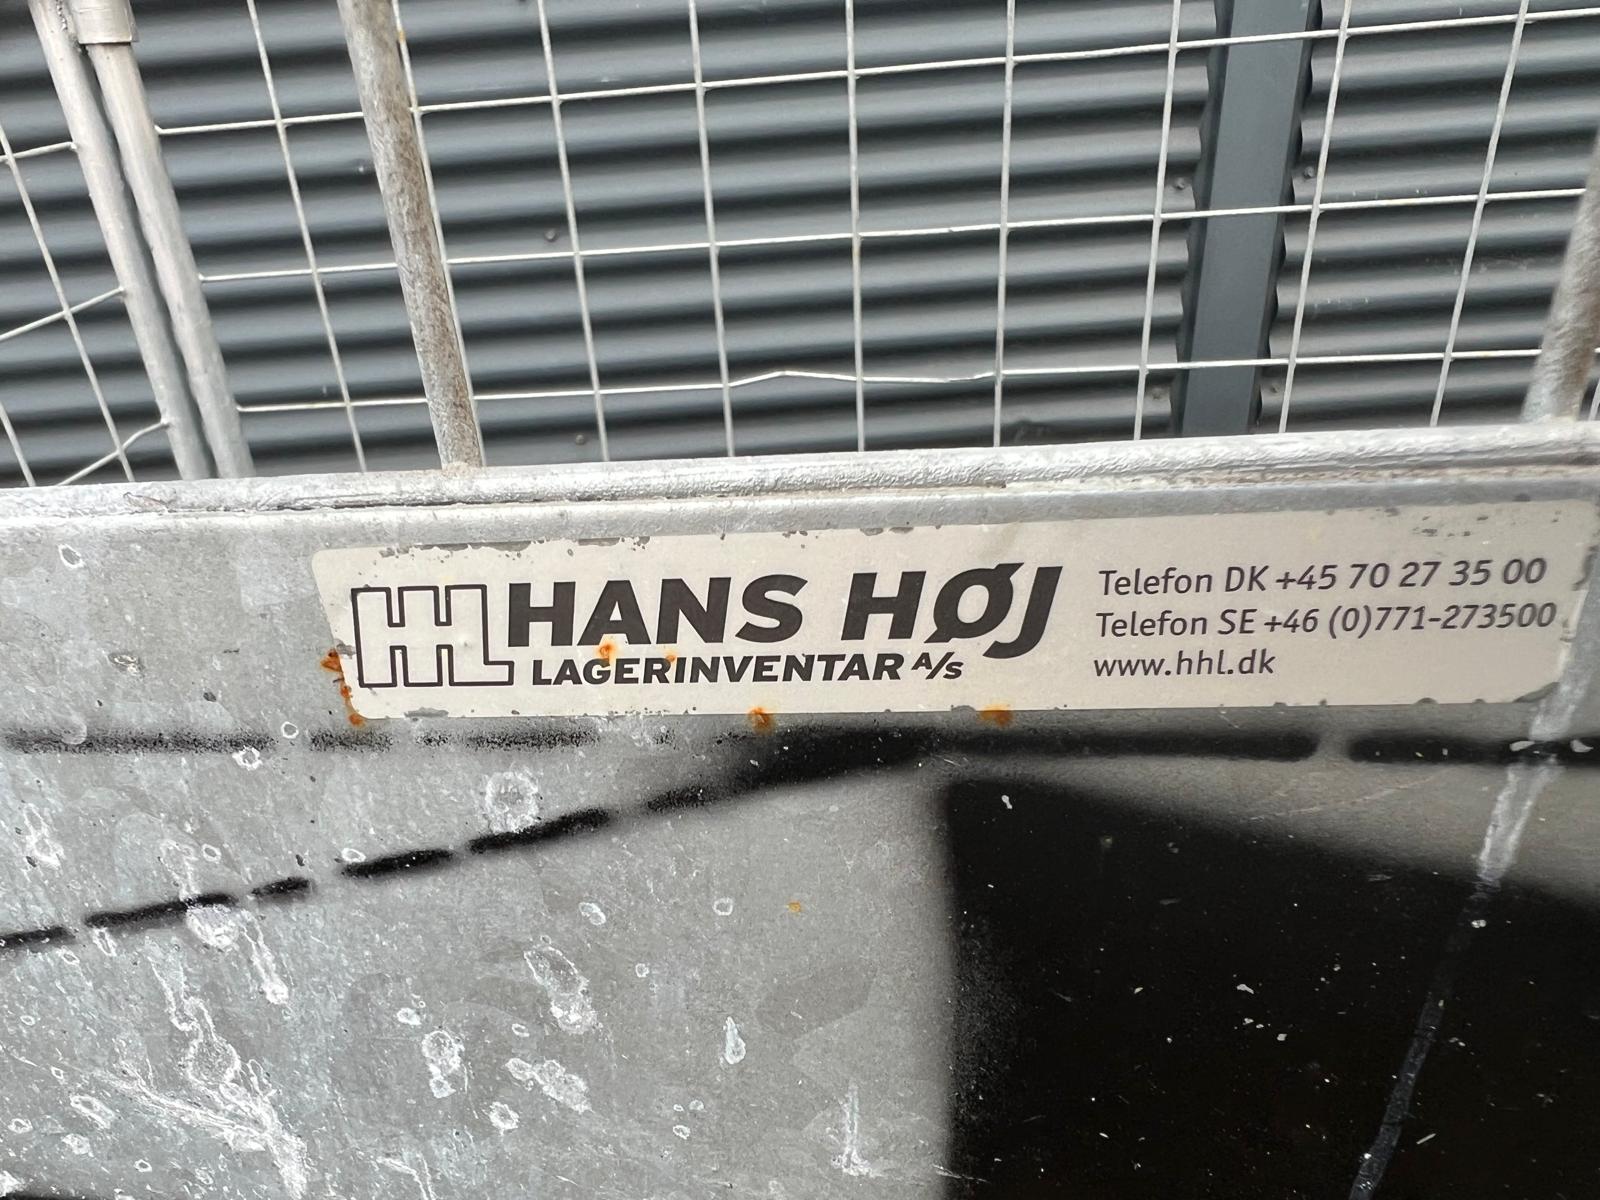 HHL HANS HØJ
LAGERINVENTAR A/S
Telefon DK +45 70 27 35 00
Telefon SE +46 (0)771-273500
www.hhl.dk